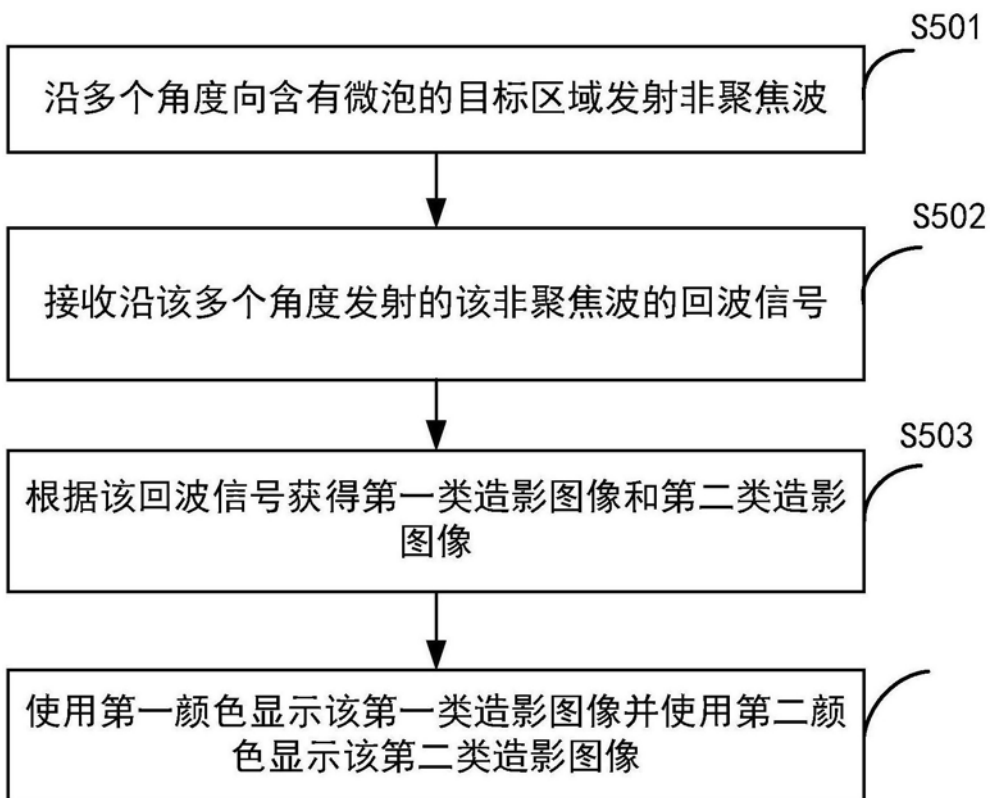 S501
沿多个角度向含有微泡的目标区域发射非聚焦波
S502
接收沿该多个角度发射的该非聚焦波的回波信号
S503
根据该回波信号获得第一类造影图像和第二类造影
图像
使用第一颜色显示该第一类造影图像并使用第二颜
色显示该第二类造影图像